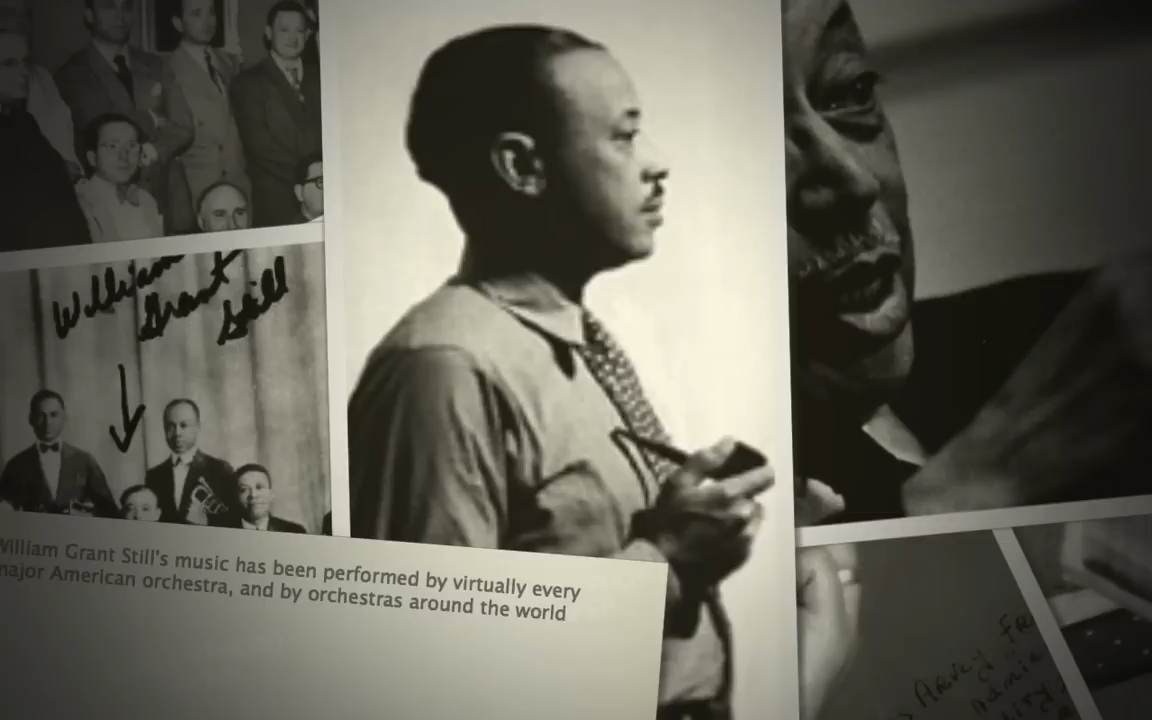 William
Grant
Still
William Grant Still's music has been performed by virtually every
major American orchestra, and by orchestras around the world
Arvey